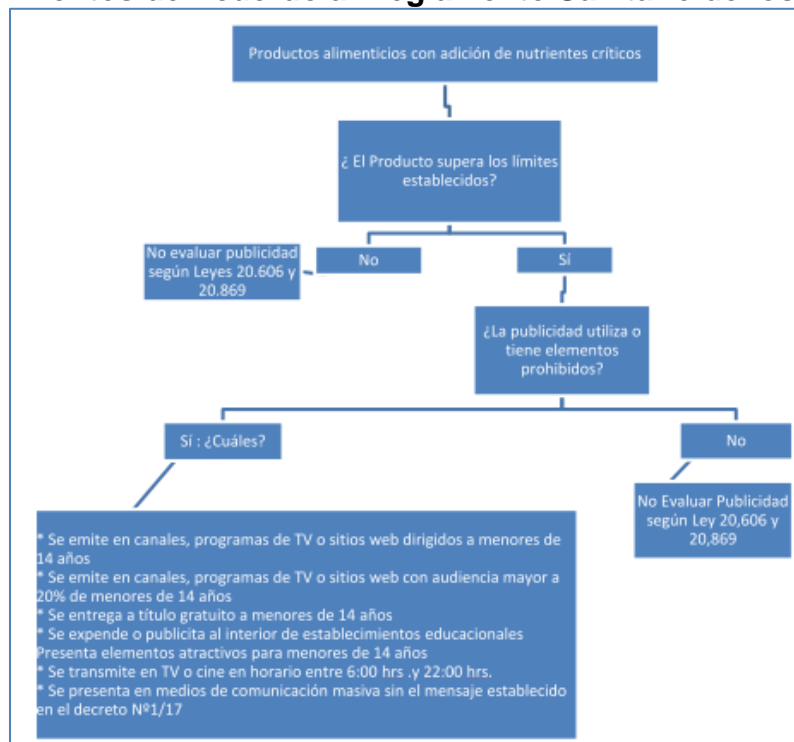 Productos alimenticios con adición de nutrientes críticos
¿ El Producto supera los límites
establecidos?
No evaluar publicidad
según Leyes 20.606 y
20.869
No
Sí
¿La publicidad utiliza o
tiene elementos
prohibidos?
Sí : ¿Cuáles?
No
No Evaluar Publicidad
según Ley 20,606 y
20,869
* Se emite en canales, programas de TV o sitios web dirigidos a menores de
14 años
* Se emite en canales, programas de TV o sitios web con audiencia mayor a
20% de menores de 14 años
* Se entrega a título gratuito a menores de 14 años
* Se expende o publicita al interior de establecimientos educacionales
Presenta elementos atractivos para menores de 14 años
* Se transmite en TV o cine en horario entre 6:00 hrs .y 22:00 hrs.
* Se presenta en medios de comunicación masiva sin el mensaje establecido
en el decreto Nº1/17